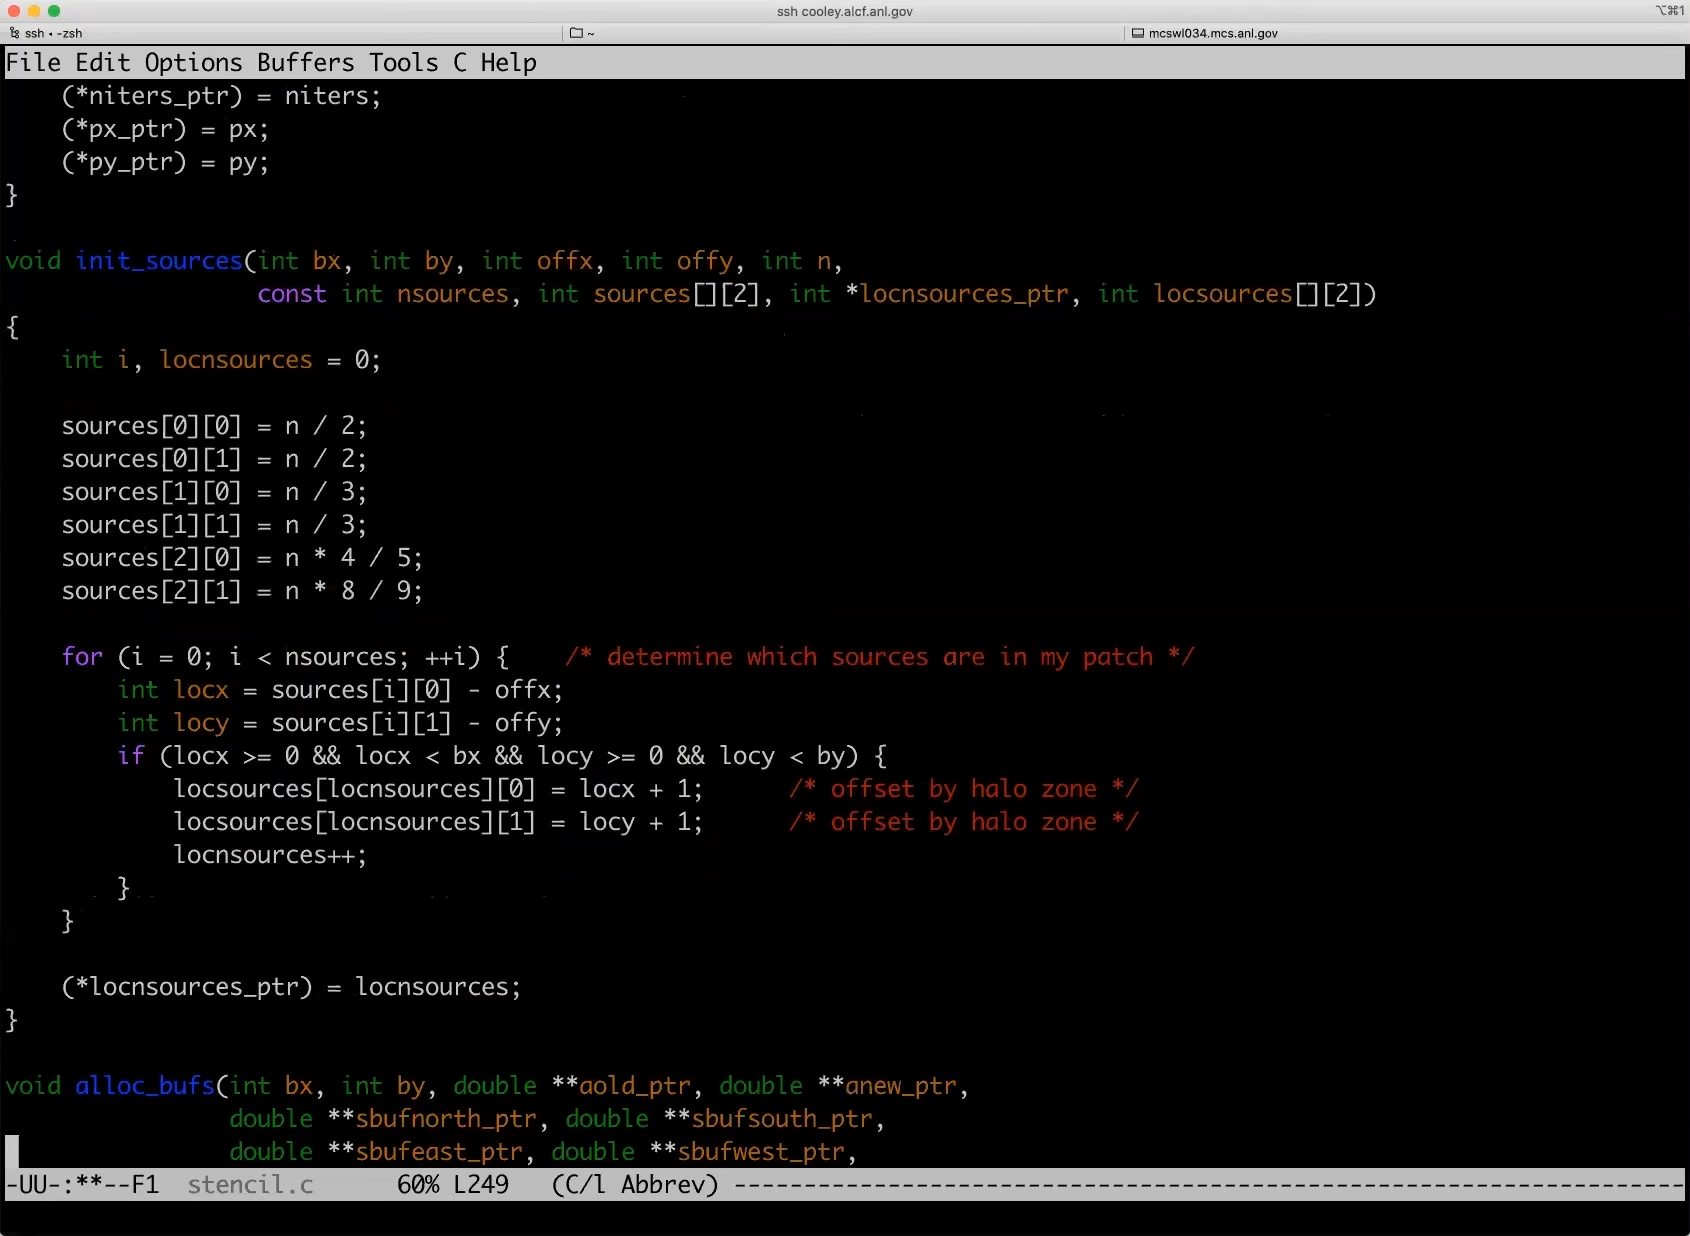 ssh cooley.alcf.anl.gov
⌥⌘1
ssh • -zsh
~
mcswl034.mcs.anl.gov
File Edit Options Buffers Tools C Help
    (*niters_ptr) = niters;
    (*px_ptr) = px;
    (*py_ptr) = py;
}

void init_sources(int bx, int by, int offx, int offy, int n,
                  const int nsources, int sources[][2], int *locnsources_ptr, int locsources[][2])
{
    int i, locnsources = 0;

    sources[0][0] = n / 2;
    sources[0][1] = n / 2;
    sources[1][0] = n / 3;
    sources[1][1] = n / 3;
    sources[2][0] = n * 4 / 5;
    sources[2][1] = n * 8 / 9;

    for (i = 0; i < nsources; ++i) {    /* determine which sources are in my patch */
        int locx = sources[i][0] - offx;
        int locy = sources[i][1] - offy;
        if (locx >= 0 && locx < bx && locy >= 0 && locy < by) {
            locsources[locnsources][0] = locx + 1;      /* offset by halo zone */
            locsources[locnsources][1] = locy + 1;      /* offset by halo zone */
            locnsources++;
        }
    }

    (*locnsources_ptr) = locnsources;
}

void alloc_bufs(int bx, int by, double **aold_ptr, double **anew_ptr,
                double **sbufnorth_ptr, double **sbufsouth_ptr,
                double **sbufeast_ptr, double **sbufwest_ptr,
-UU-:**--F1  stencil.c      60% L249   (C/l Abbrev) --------------------------------------------------------------------